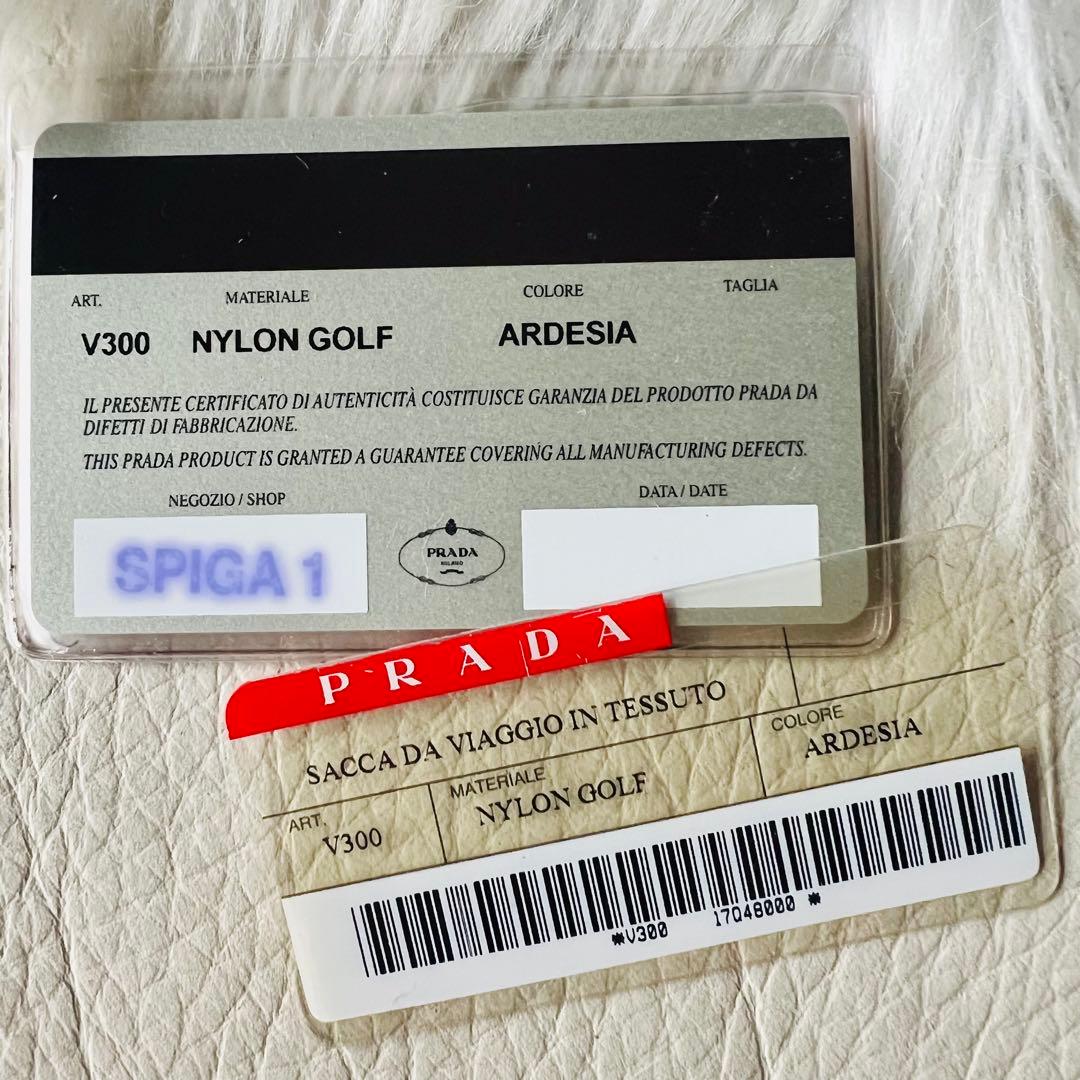 ART. MATERIALE COLORE TAGLIA
V300 NYLON GOLF ARDESIA
IL PRESENTE CERTIFICATO DI AUTENTICITÀ COSTITUISCE GARANZIA DEL PRODOTTO PRADA DA
DIFETTI DI FABBRICAZIONE.
THIS PRADA PRODUCT IS GRANTED A GUARANTEE COVERING ALL MANUFACTURING DEFECTS.
NEGOZIO / SHOP
DATA / DATE
SPIGA 1
PRADA
MILANO
PRADA
SACCA DA VIAGGIO IN TESSUTO
ART.
V300
MATERIALE
NYLON GOLF
COLORE
ARDESIA
*V300 17Q48000 *